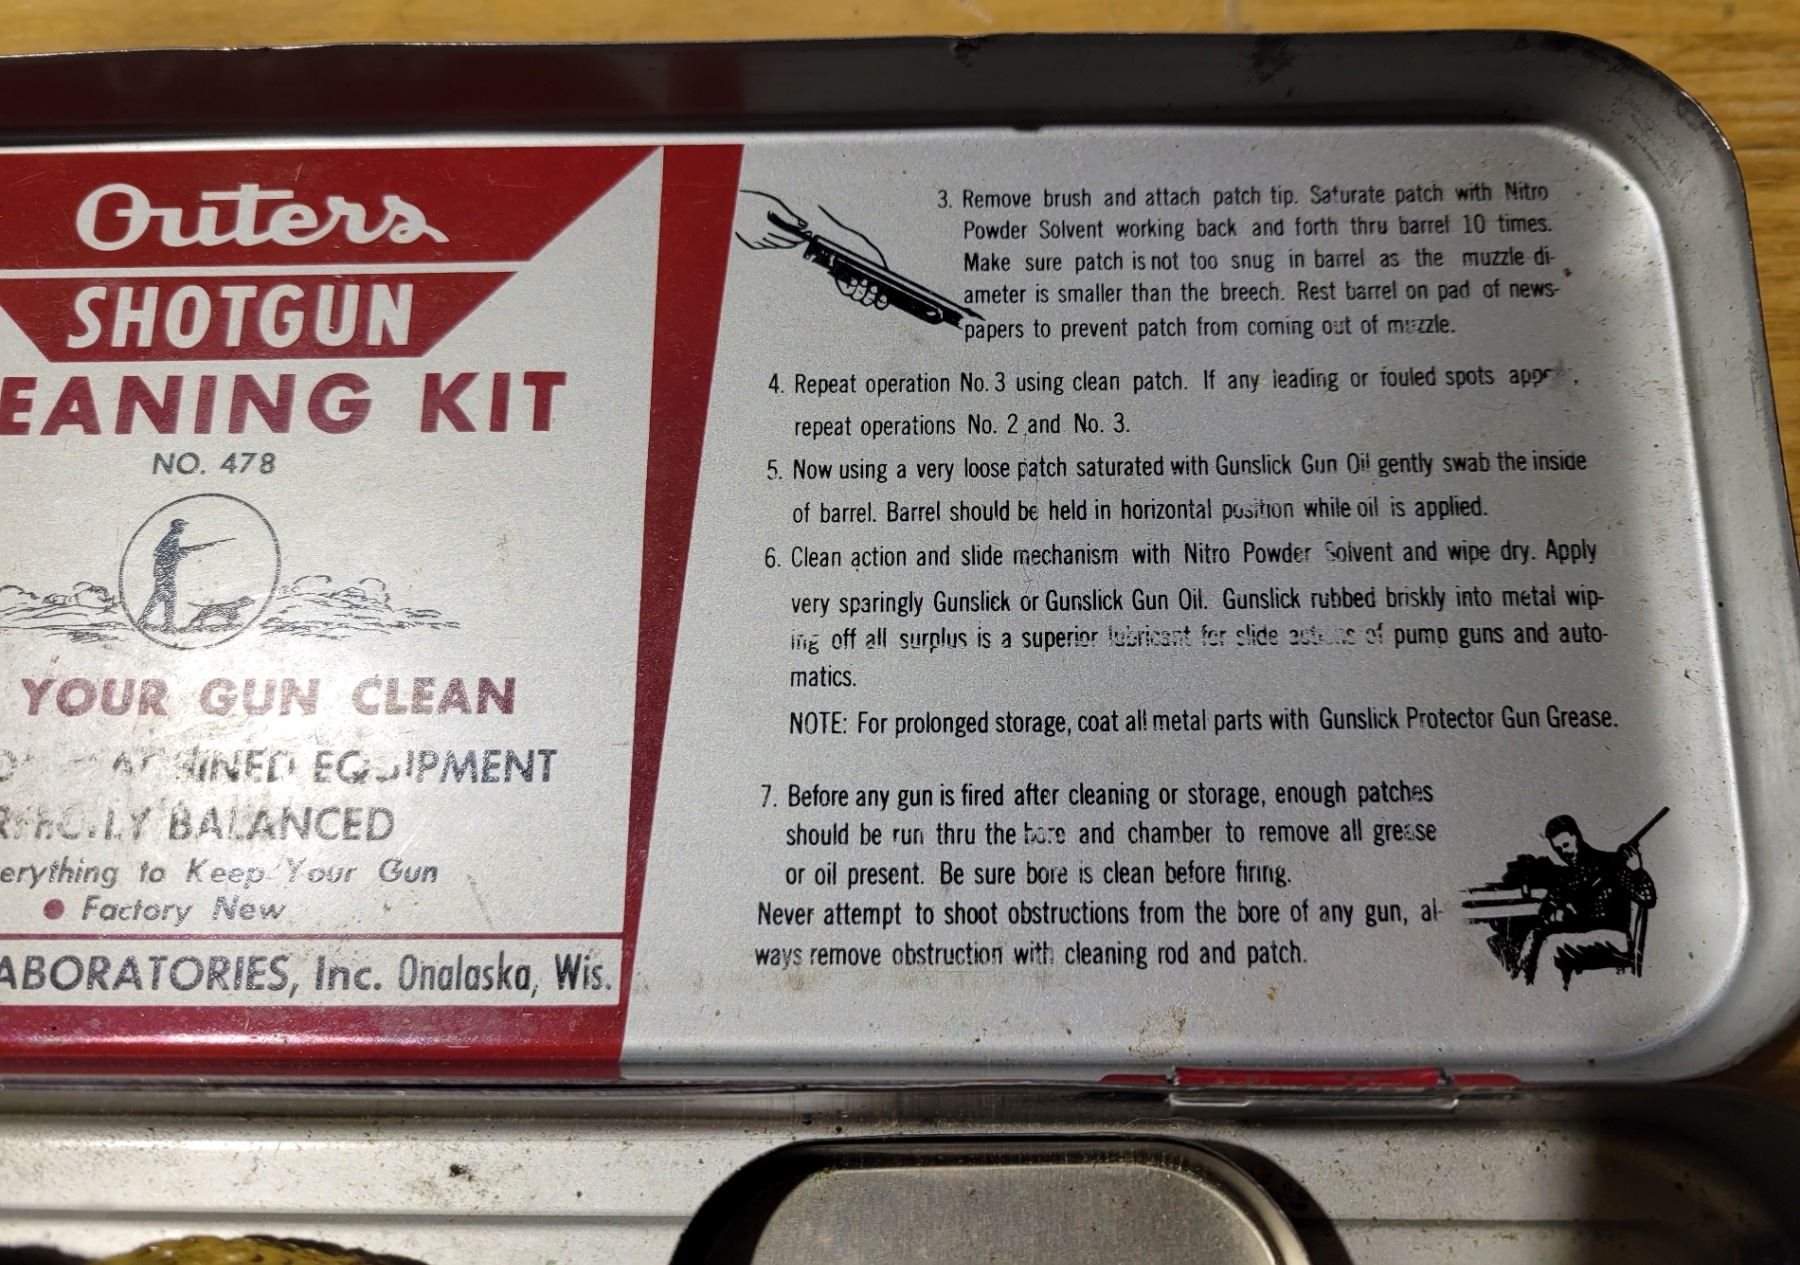 Outers
SHOTGUN
EANING KIT
NO. 478
YOUR GUN CLEAN
EQUIPMENT
BALANCED
erything to Keep Your Gun
• Factory New
ABORATORIES, Inc. Onalaska, Wis.
3. Remove brush and attach patch tip. Saturate patch with Nitro
Powder Solvent working back and forth thru barrel 10 times.
Make sure patch is not too snug in barrel as the muzzle di-
ameter is smaller than the breech. Rest barrel on pad of news-
papers to prevent patch from coming out of muzzle.
4. Repeat operation No. 3 using clean patch. If any leading or fouled spots
repeat operations No. 2 and No. 3.
5. Now using a very loose patch saturated with Gunslick Gun Oil gently swab the inside
of barrel. Barrel should be held in horizontal position while oil is applied.
6. Clean action and slide mechanism with Nitro Powder Solvent and wipe dry. Apply
very sparingly Gunslick or Gunslick Gun Oil. Gunslick rubbed briskly into metal wip-
ing off all surplus is a superior lubricant for slide actions of pump guns and auto-
matics.
NOTE: For prolonged storage, coat all metal parts with Gunslick Protector Gun Grease.
7. Before any gun is fired after cleaning or storage, enough patches
should be run thru the bore and chamber to remove all grease
or oil present. Be sure bore is clean before firing.
Never attempt to shoot obstructions from the bore of any gun, al-
ways remove obstruction with cleaning rod and patch.